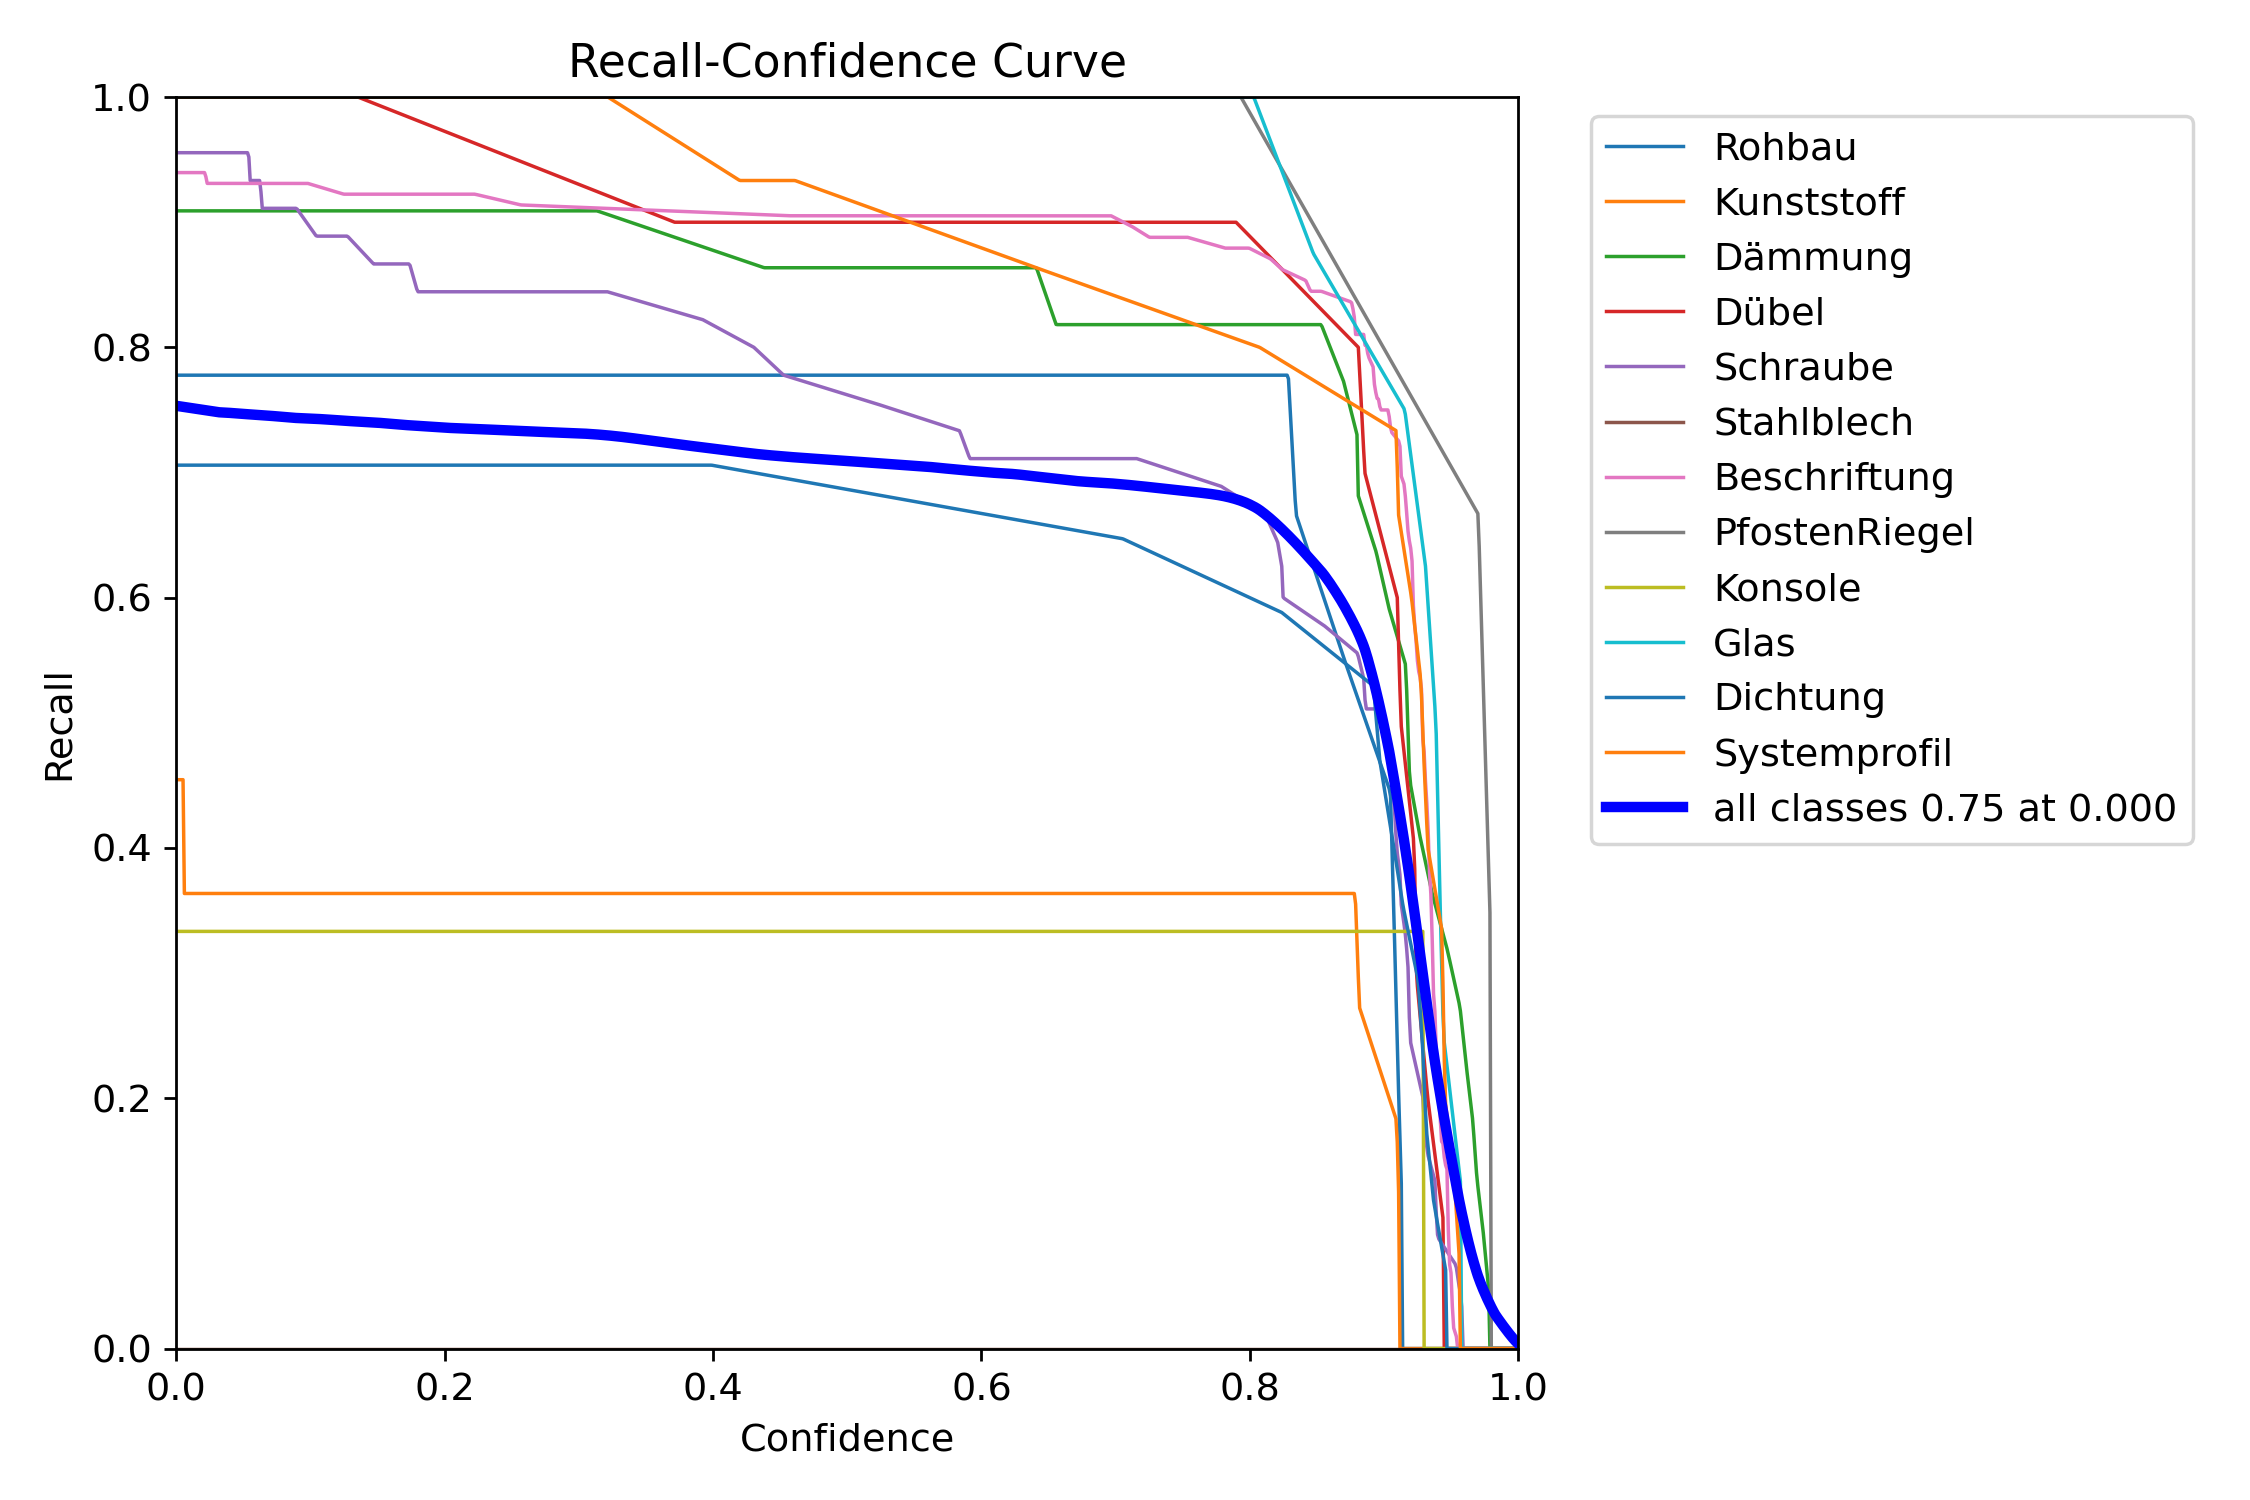 Recall-Confidence Curve
1.0
0.8
0.6
0.4
0.2
0.0
Recall
0.0 0.2 0.4 0.6 0.8 1.0
Confidence
Rohbau
Kunststoff
Dämmung
Dübel
Schraube
Stahlblech
Beschriftung
PfostenRiegel
Konsole
Glas
Dichtung
Systemprofil
all classes 0.75 at 0.000